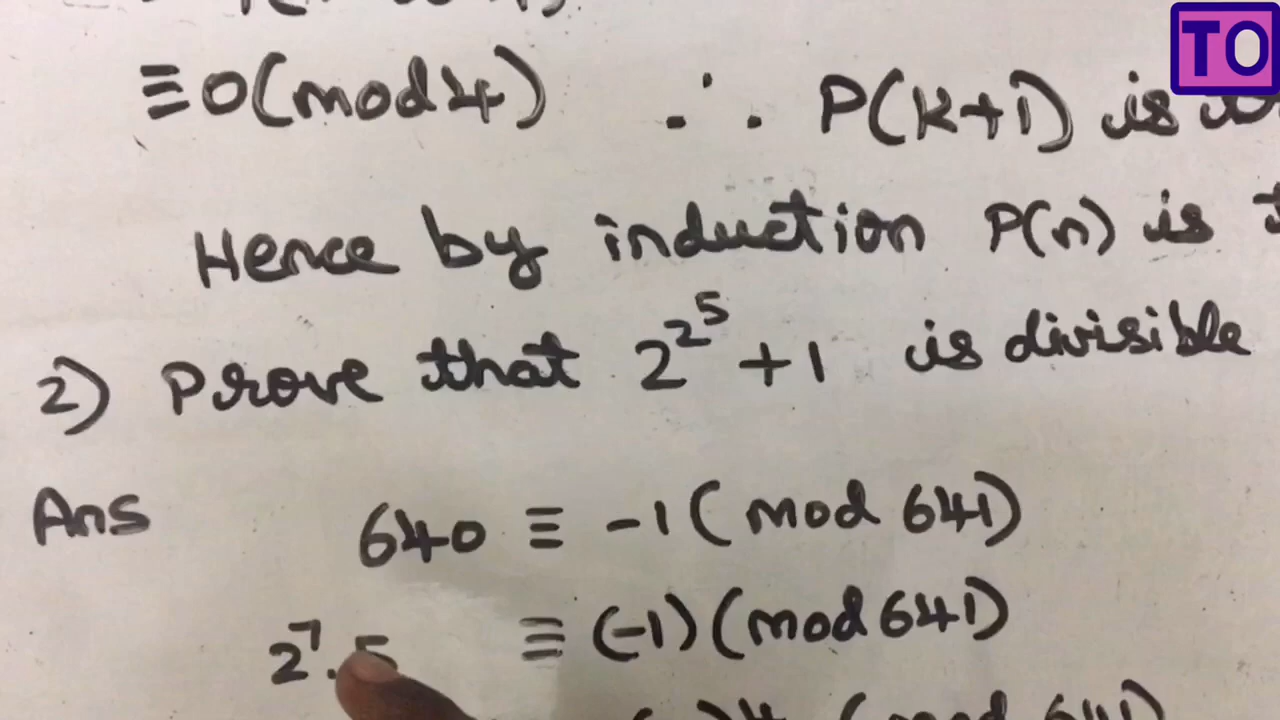 ≡ 0 (mod 4) ∴ P(k+1) is
TO
Hence by induction P(n) is
2) Prove that 2^2^5 + 1 is divisible
Ans 640 ≡ -1 (mod 641)
2^7 . 5 ≡ (-1) (mod 641)